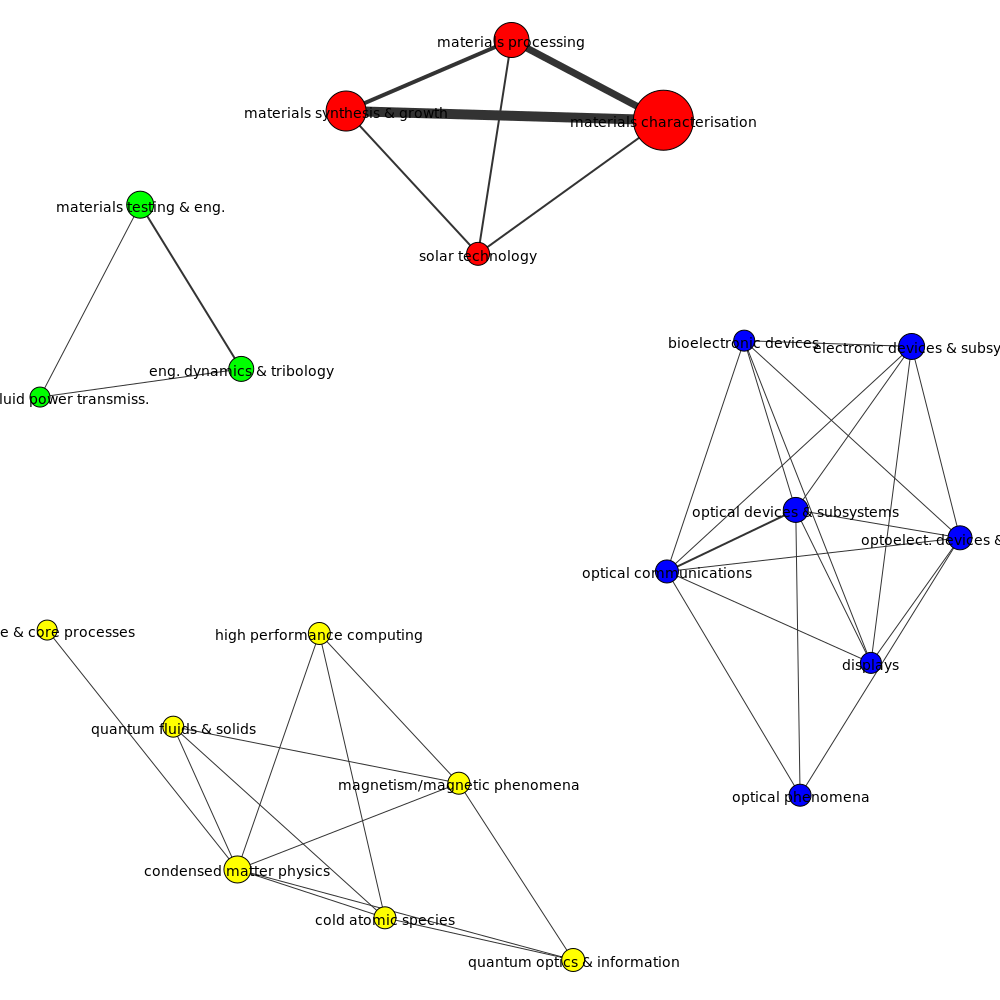 materials processing
materials synthesis & growth
materials characterisation
materials testing & eng.
solar technology
bioelectronic devices
electronic devices & subsy
eng. dynamics & tribology
luid power transmiss.
optical devices & subsystems
optoelect. devices &
optical communications
e & core processes
high performance computing
displays
quantum fluids & solids
magnetism/magnetic phenomena
optical phenomena
condensed matter physics
cold atomic species
quantum optics & information